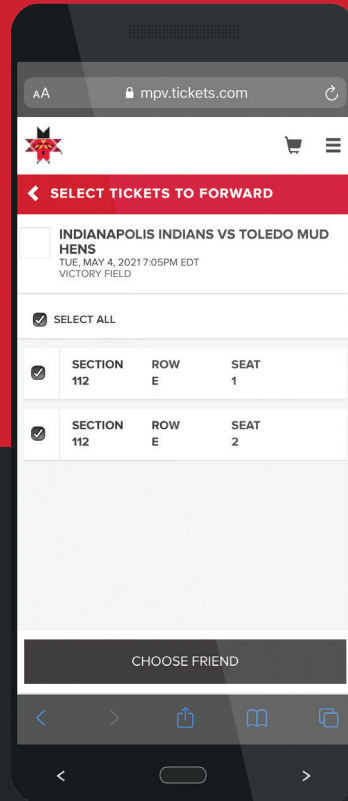 AA mpv.tickets.com
SELECT TICKETS TO FORWARD
INDIANAPOLIS INDIANS VS TOLEDO MUD
HENS
TUE, MAY 4, 2021 7:05PM EDT
VICTORY FIELD
SELECT ALL
SECTION ROW SEAT
112 E 1
SECTION ROW SEAT
112 E 2
CHOOSE FRIEND